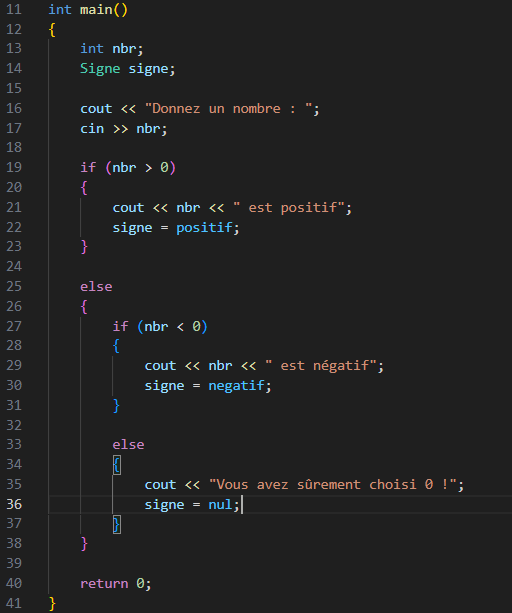 11 int main()
12 {
13     int nbr;
14     Signe signe;
15
16     cout << "Donnez un nombre : ";
17     cin >> nbr;
18
19     if (nbr > 0)
20     {
21         cout << nbr << " est positif";
22         signe = positif;
23     }
24
25     else
26     {
27         if (nbr < 0)
28         {
29             cout << nbr << " est négatif";
30             signe = negatif;
31         }
32
33         else
34         {
35             cout << "Vous avez sûrement choisi 0 !";
36             signe = nul;
37         }
38     }
39
40     return 0;
41 }